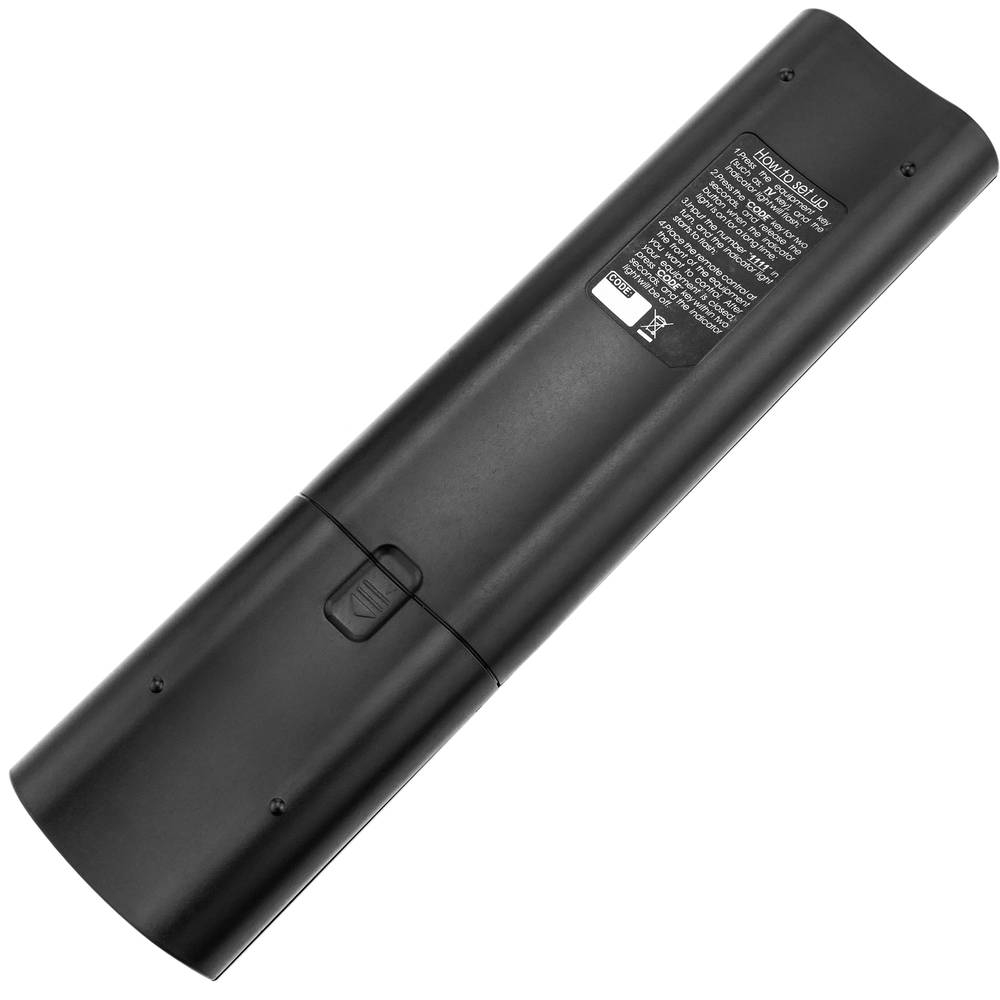 How to set up
1.Press the equipment key
(such as TV key), and the
indicator light will flash.
2.Press the "CODE" key for two
seconds, and release the
button when the indicator
light is on for a long time;
3.Input the number "1111" in
turn, and the indicator light
starts to flash.
4.Place the remote control at
the front of the equipment
you want to control. After
your equipment is closed,
press "CODE" key within two
seconds, and the indicator
light will be off.
CODE: